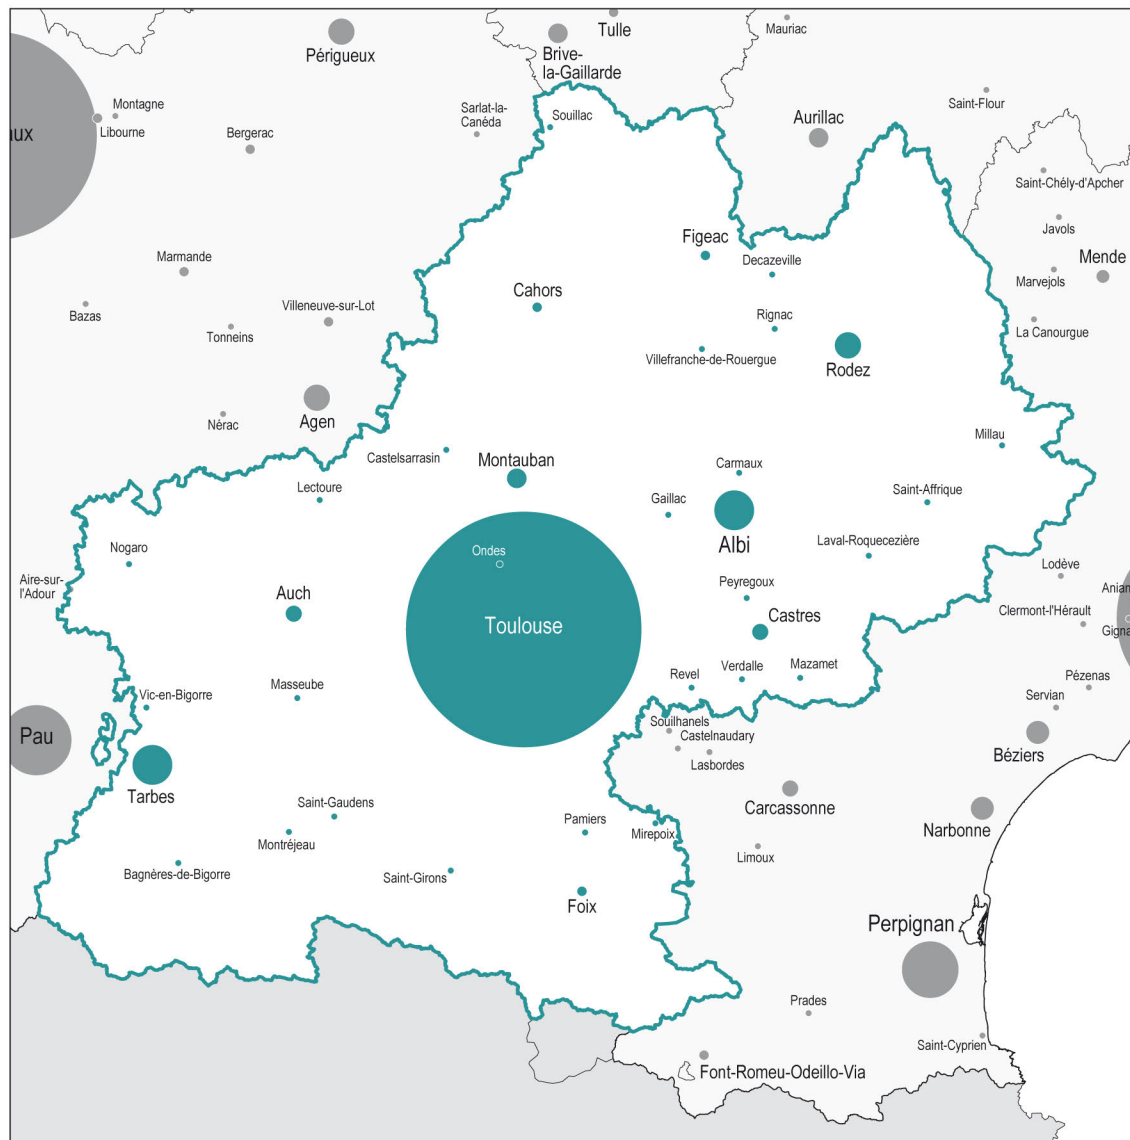 Tulle
Mauriac
Périgueux
Brive-
la-Gaillarde
Montagne
Libourne
aux
Bergerac
Sarlat-la-
Canéda
Souillac
Aurillac
Saint-Flour
Saint-Chély-d'Apcher
Javols
Mende
Marvejols
La Canourgue
Marmande
Bazas
Tonneins
Villeneuve-sur-Lot
Cahors
Figeac
Decazeville
Rignac
Villefranche-de-Rouergue
Rodez
Nérac
Agen
Castelsarrasin
Montauban
Lectoure
Carmaux
Gaillac
Albi
Millau
Saint-Affrique
Laval-Roquecezière
Nogaro
Aire-sur-
l'Adour
Auch
Ondes
Toulouse
Peyregoux
Castres
Lodève
Anian
Clermont-l'Hérault
Gigna
Pézenas
Servian
Béziers
Revel
Verdalle
Mazamet
Vic-en-Bigorre
Masseube
Souilhanels
Castelnaudary
Lasbordes
Pau
Tarbes
Carcassonne
Narbonne
Saint-Gaudens
Montréjeau
Pamiers
Mirepoix
Limoux
Bagnères-de-Bigorre
Saint-Girons
Foix
Perpignan
Prades
Saint-Cyprien
Font-Romeu-Odeillo-Via